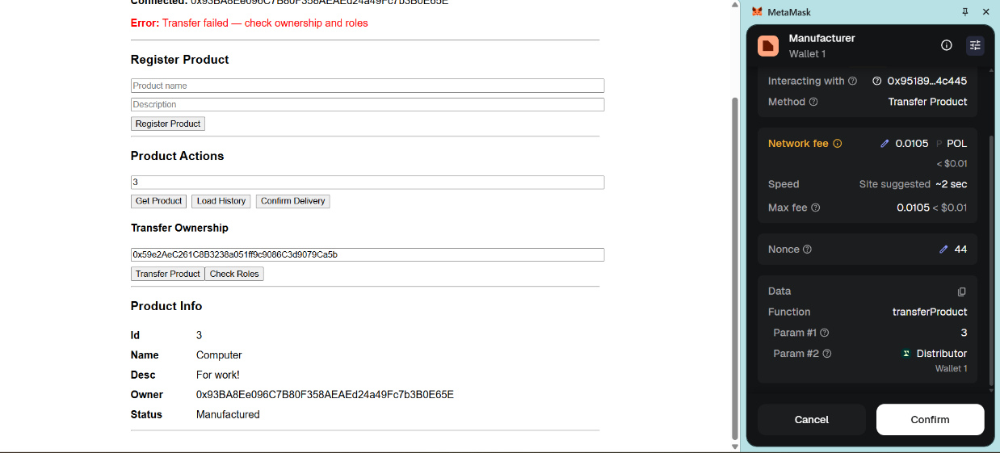 Connected: 0x93BA8Ee096C7B80F358AEAEd24a49Fc7b3B0E65E
Error: Transfer failed — check ownership and roles
Register Product
Product name
Description
Register Product
Product Actions
3
Get Product Load History Confirm Delivery
Transfer Ownership
0x59e2AeC261C8B3238a051ff9c9086C3d9079Ca5b
Transfer Product Check Roles
Product Info
Id 3
Name Computer
Desc For work!
Owner 0x93BA8Ee096C7B80F358AEAEd24a49Fc7b3B0E65E
Status Manufactured
MetaMask
Manufacturer
Wallet 1
Interacting with 0x95189...4c445
Method Transfer Product
Network fee 0.0105 P POL
< $0.01
Speed Site suggested ~2 sec
Max fee 0.0105 < $0.01
Nonce 44
Data
Function transferProduct
Param #1 3
Param #2 Distributor
Wallet 1
Cancel Confirm